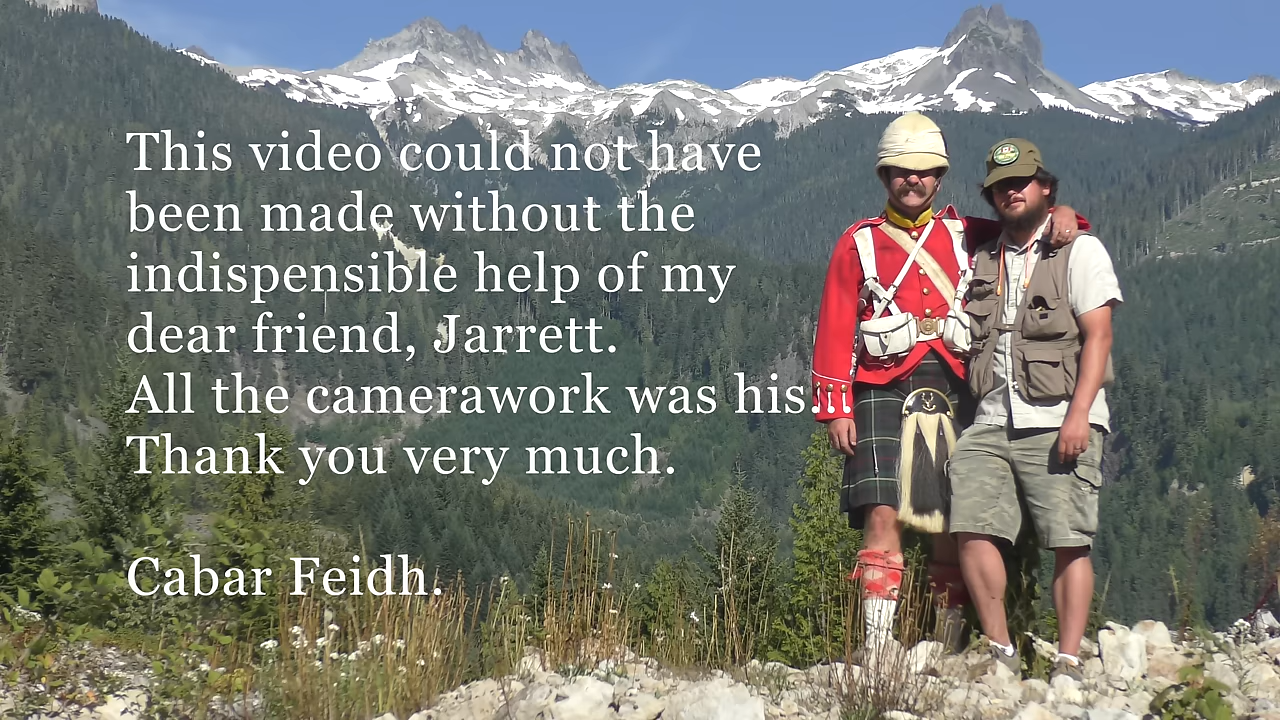 This video could not have
been made without the
indispensible help of my
dear friend, Jarrett.
All the camerawork was his...
Thank you very much.
Cabar Feidh.